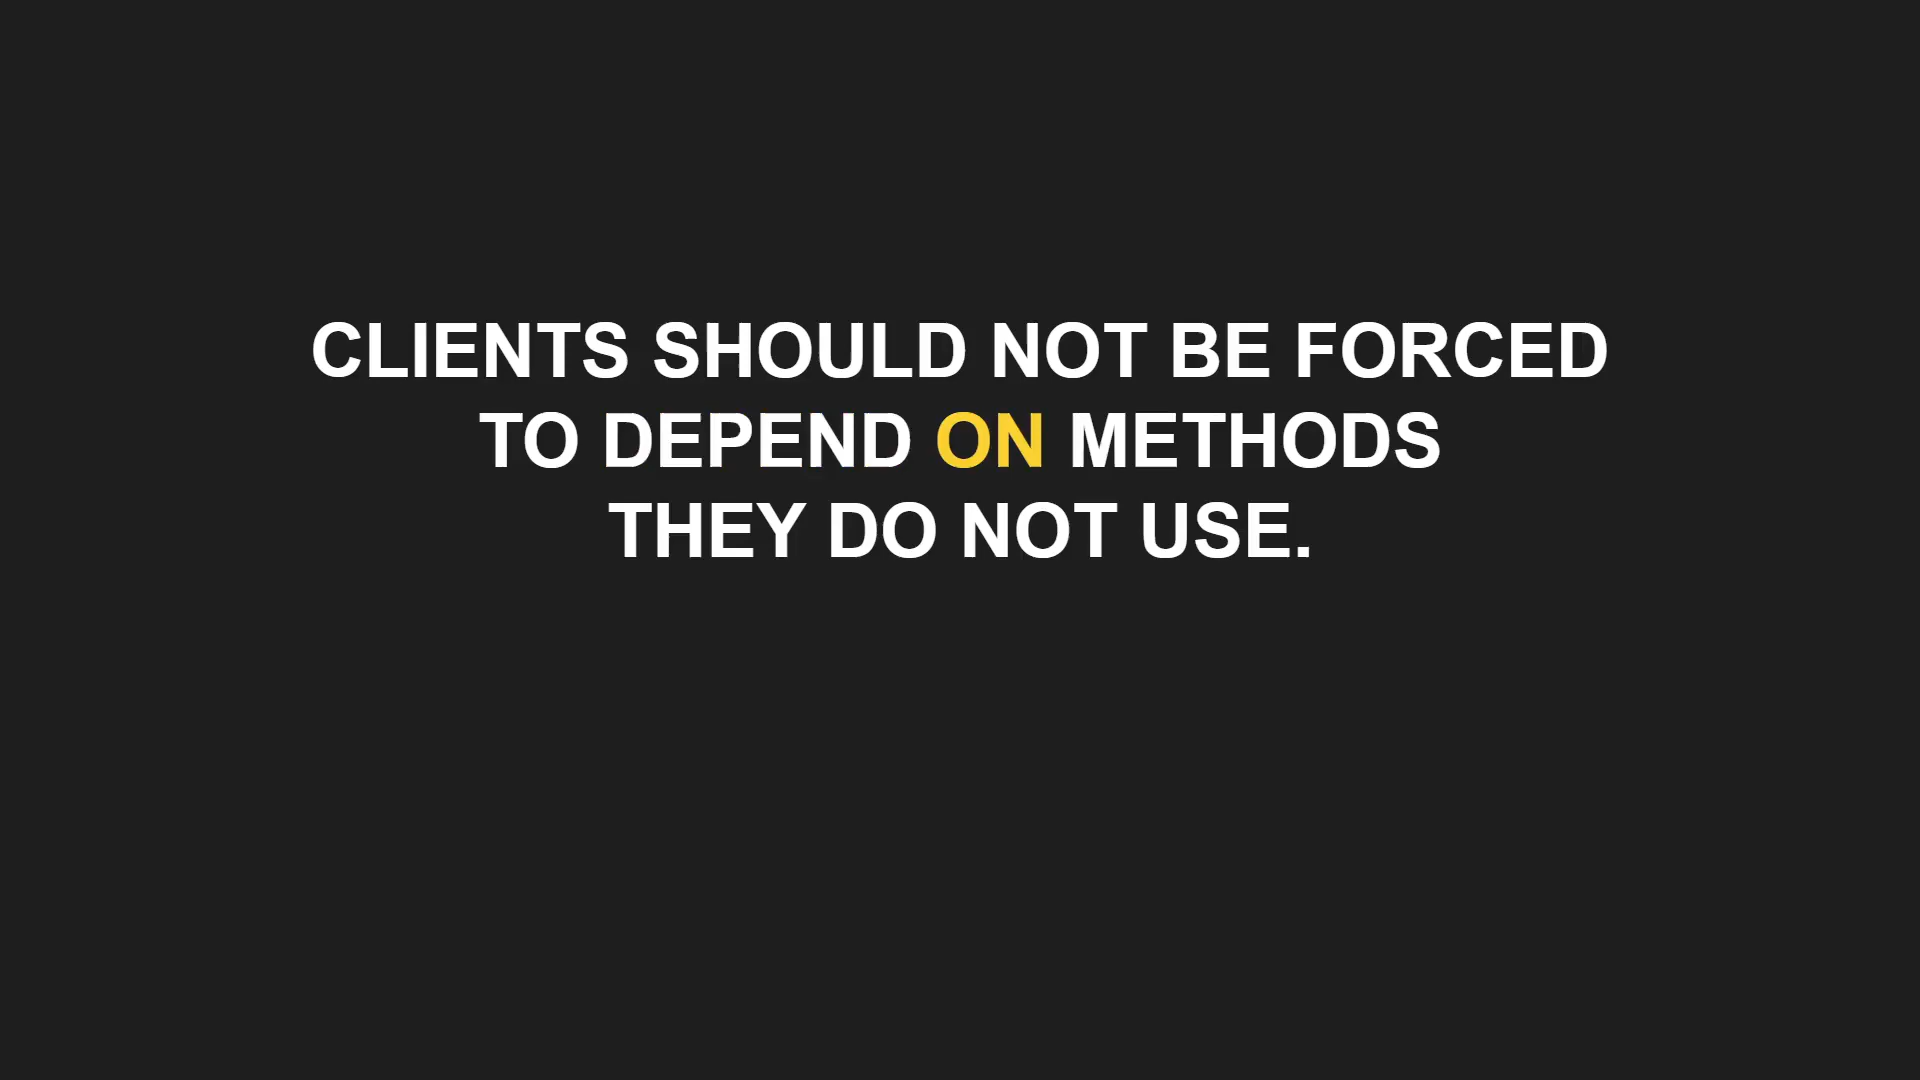 CLIENTS SHOULD NOT BE FORCED
TO DEPEND ON METHODS
THEY DO NOT USE.